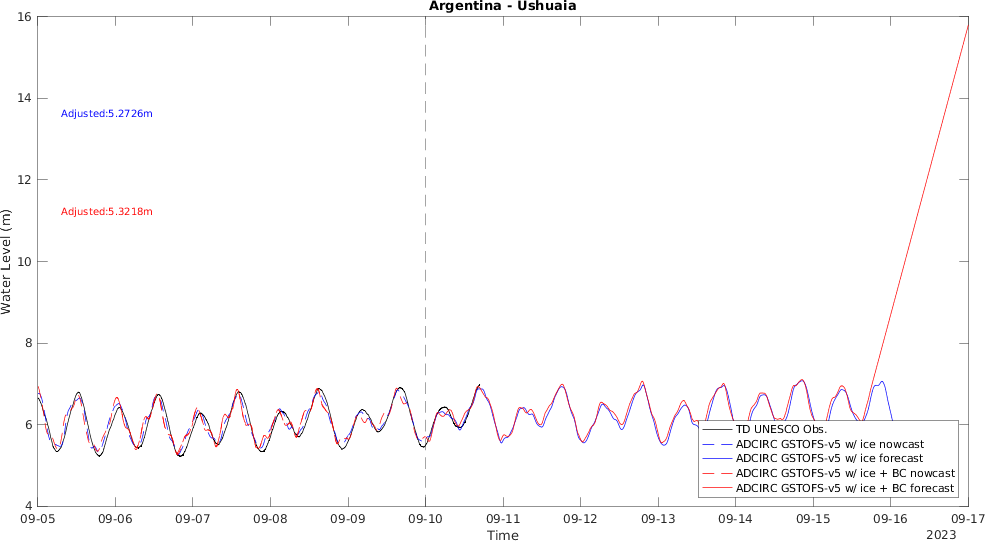 Argentina - Ushuaia
16
14
12
10
8
6
4
Water Level (m)
Adjusted:5.2726m
Adjusted:5.3218m
TD UNESCO Obs.
ADCIRC GSTOFS-v5 w/ ice nowcast
ADCIRC GSTOFS-v5 w/ ice forecast
ADCIRC GSTOFS-v5 w/ ice + BC nowcast
ADCIRC GSTOFS-v5 w/ ice + BC forecast
09-05 09-06 09-07 09-08 09-09 09-10 09-11 09-12 09-13 09-14 09-15 09-16 09-17
Time
2023